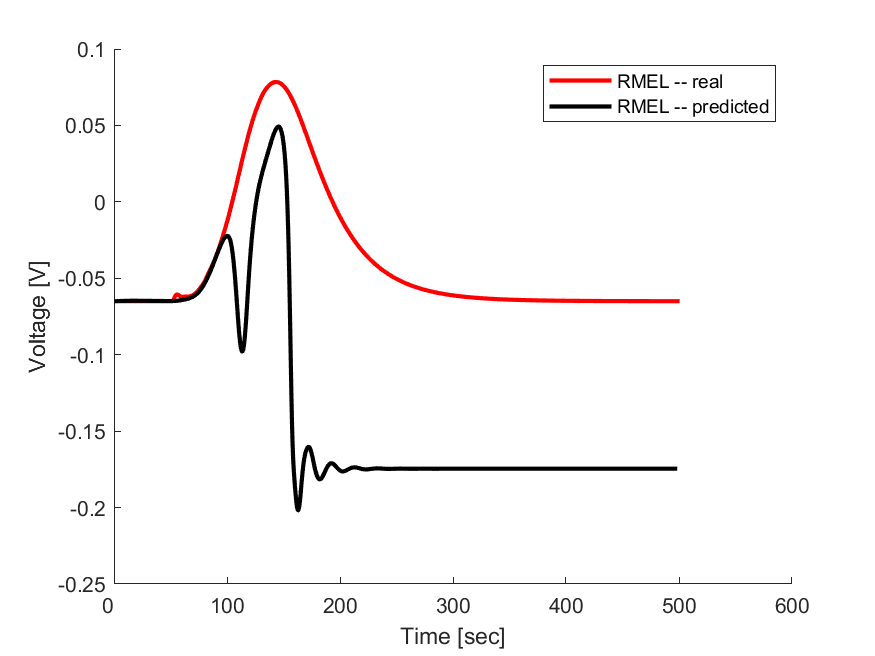 0.1
0.05
0
-0.05
-0.1
-0.15
-0.2
-0.25
0 100 200 300 400 500 600
Time [sec]
Voltage [V]
RMEL -- real
RMEL -- predicted